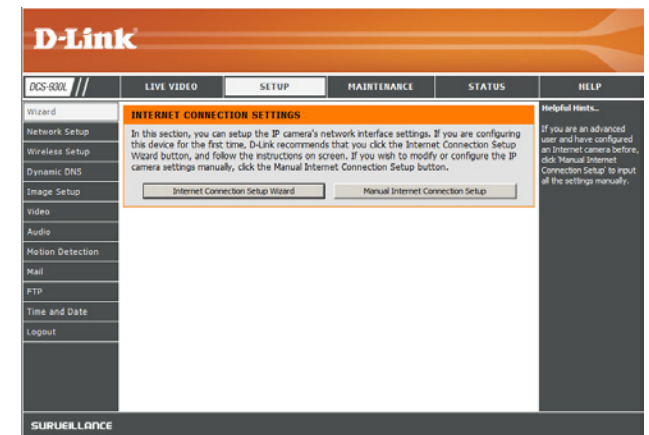 D-Link
DCS-930L //
LIVE VIDEO
SETUP
MAINTENANCE
STATUS
HELP
Wizard
Network Setup
Wireless Setup
Dynamic DNS
Image Setup
Video
Audio
Motion Detection
Mail
FTP
Time and Date
Logout
INTERNET CONNECTION SETTINGS
In this section, you can setup the IP camera's network interface settings. If you are configuring
this device for the first time, D-Link recommends that you click the Internet Connection Setup
Wizard button, and follow the instructions on screen. If you wish to modify or configure the IP
camera settings manually, click the Manual Internet Connection Setup button.
Internet Connection Setup Wizard
Manual Internet Connection Setup
Helpful Hints..
If you are an advanced
user and have configured
an Internet camera before,
click 'Manual Internet
Connection Setup' to input
all the settings manually.
SURVEILLANCE